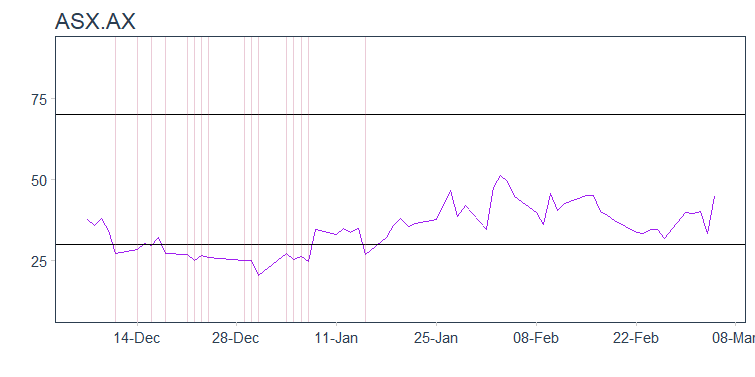 ASX.AX
75
50
25
14-Dec
28-Dec
11-Jan
25-Jan
08-Feb
22-Feb
08-Mar